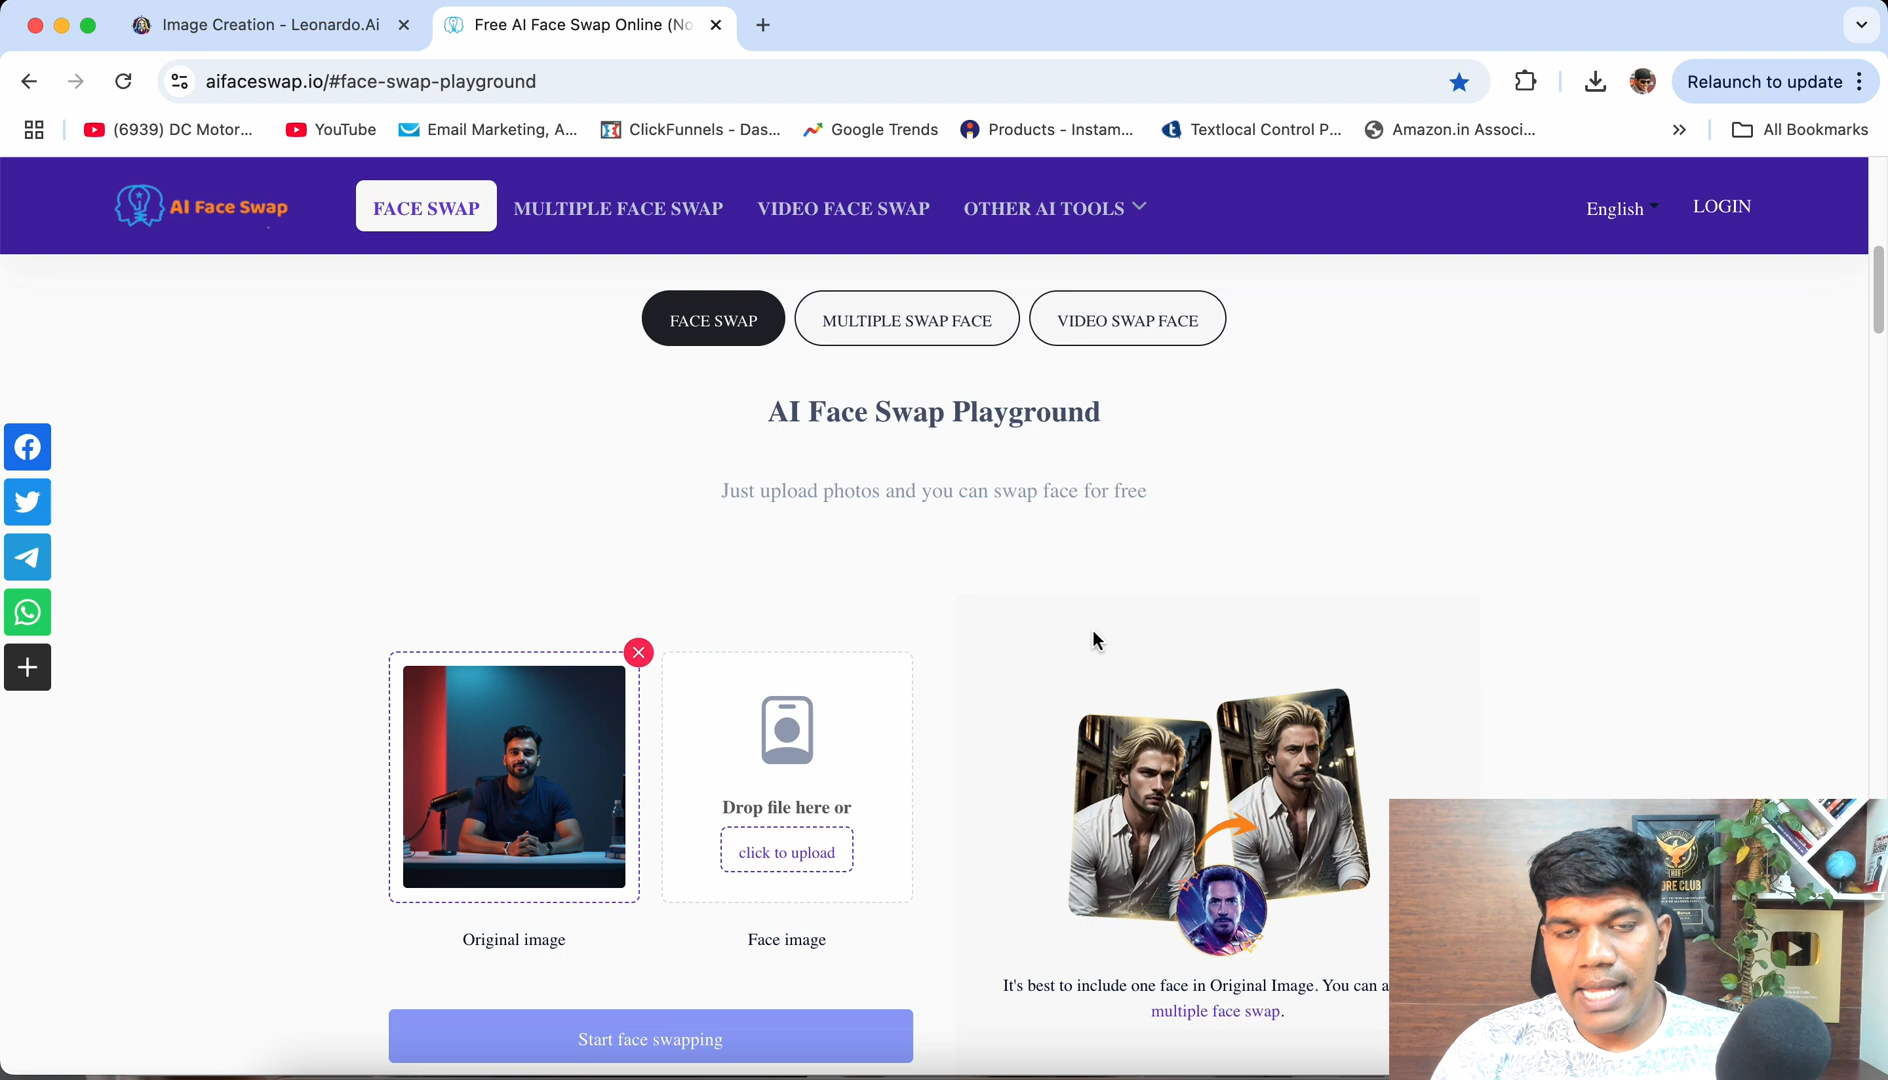 Image Creation - Leonardo.Ai
Free AI Face Swap Online (No
aifaceswap.io/#face-swap-playground
Relaunch to update
(6939) DC Motor...
YouTube
Email Marketing, A...
ClickFunnels - Das...
Google Trends
Products - Instam...
Textlocal Control P...
Amazon.in Associ...
All Bookmarks
AI Face Swap
FACE SWAP
MULTIPLE FACE SWAP
VIDEO FACE SWAP
OTHER AI TOOLS
English
LOGIN
FACE SWAP
MULTIPLE SWAP FACE
VIDEO SWAP FACE
AI Face Swap Playground
Just upload photos and you can swap face for free
Drop file here or
click to upload
Original image
Face image
It's best to include one face in Original Image. You can a
multiple face swap.
Start face swapping
CLUB